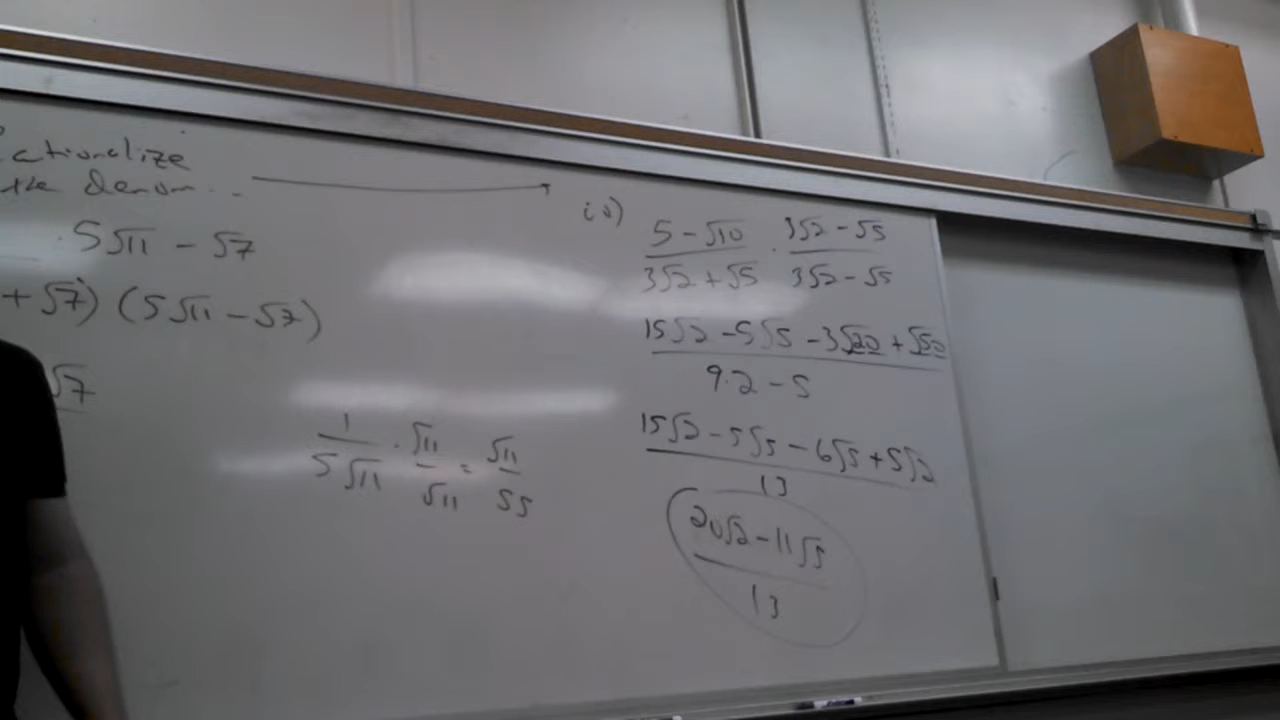 ationalize
the denom...
5√11 - √7
+ √7) (5√11 - √7)
√7
1/5√11 · √11/√11 = √11/55
5 - √10 / 3√2 + √5 · 3√2 - √5 / 3√2 - √5
15√2 - 5√5 - 3√20 + √50
9·2 - 5
15√2 - 5√5 - 6√5 + 5√2
13
20√2 - 11√5
13